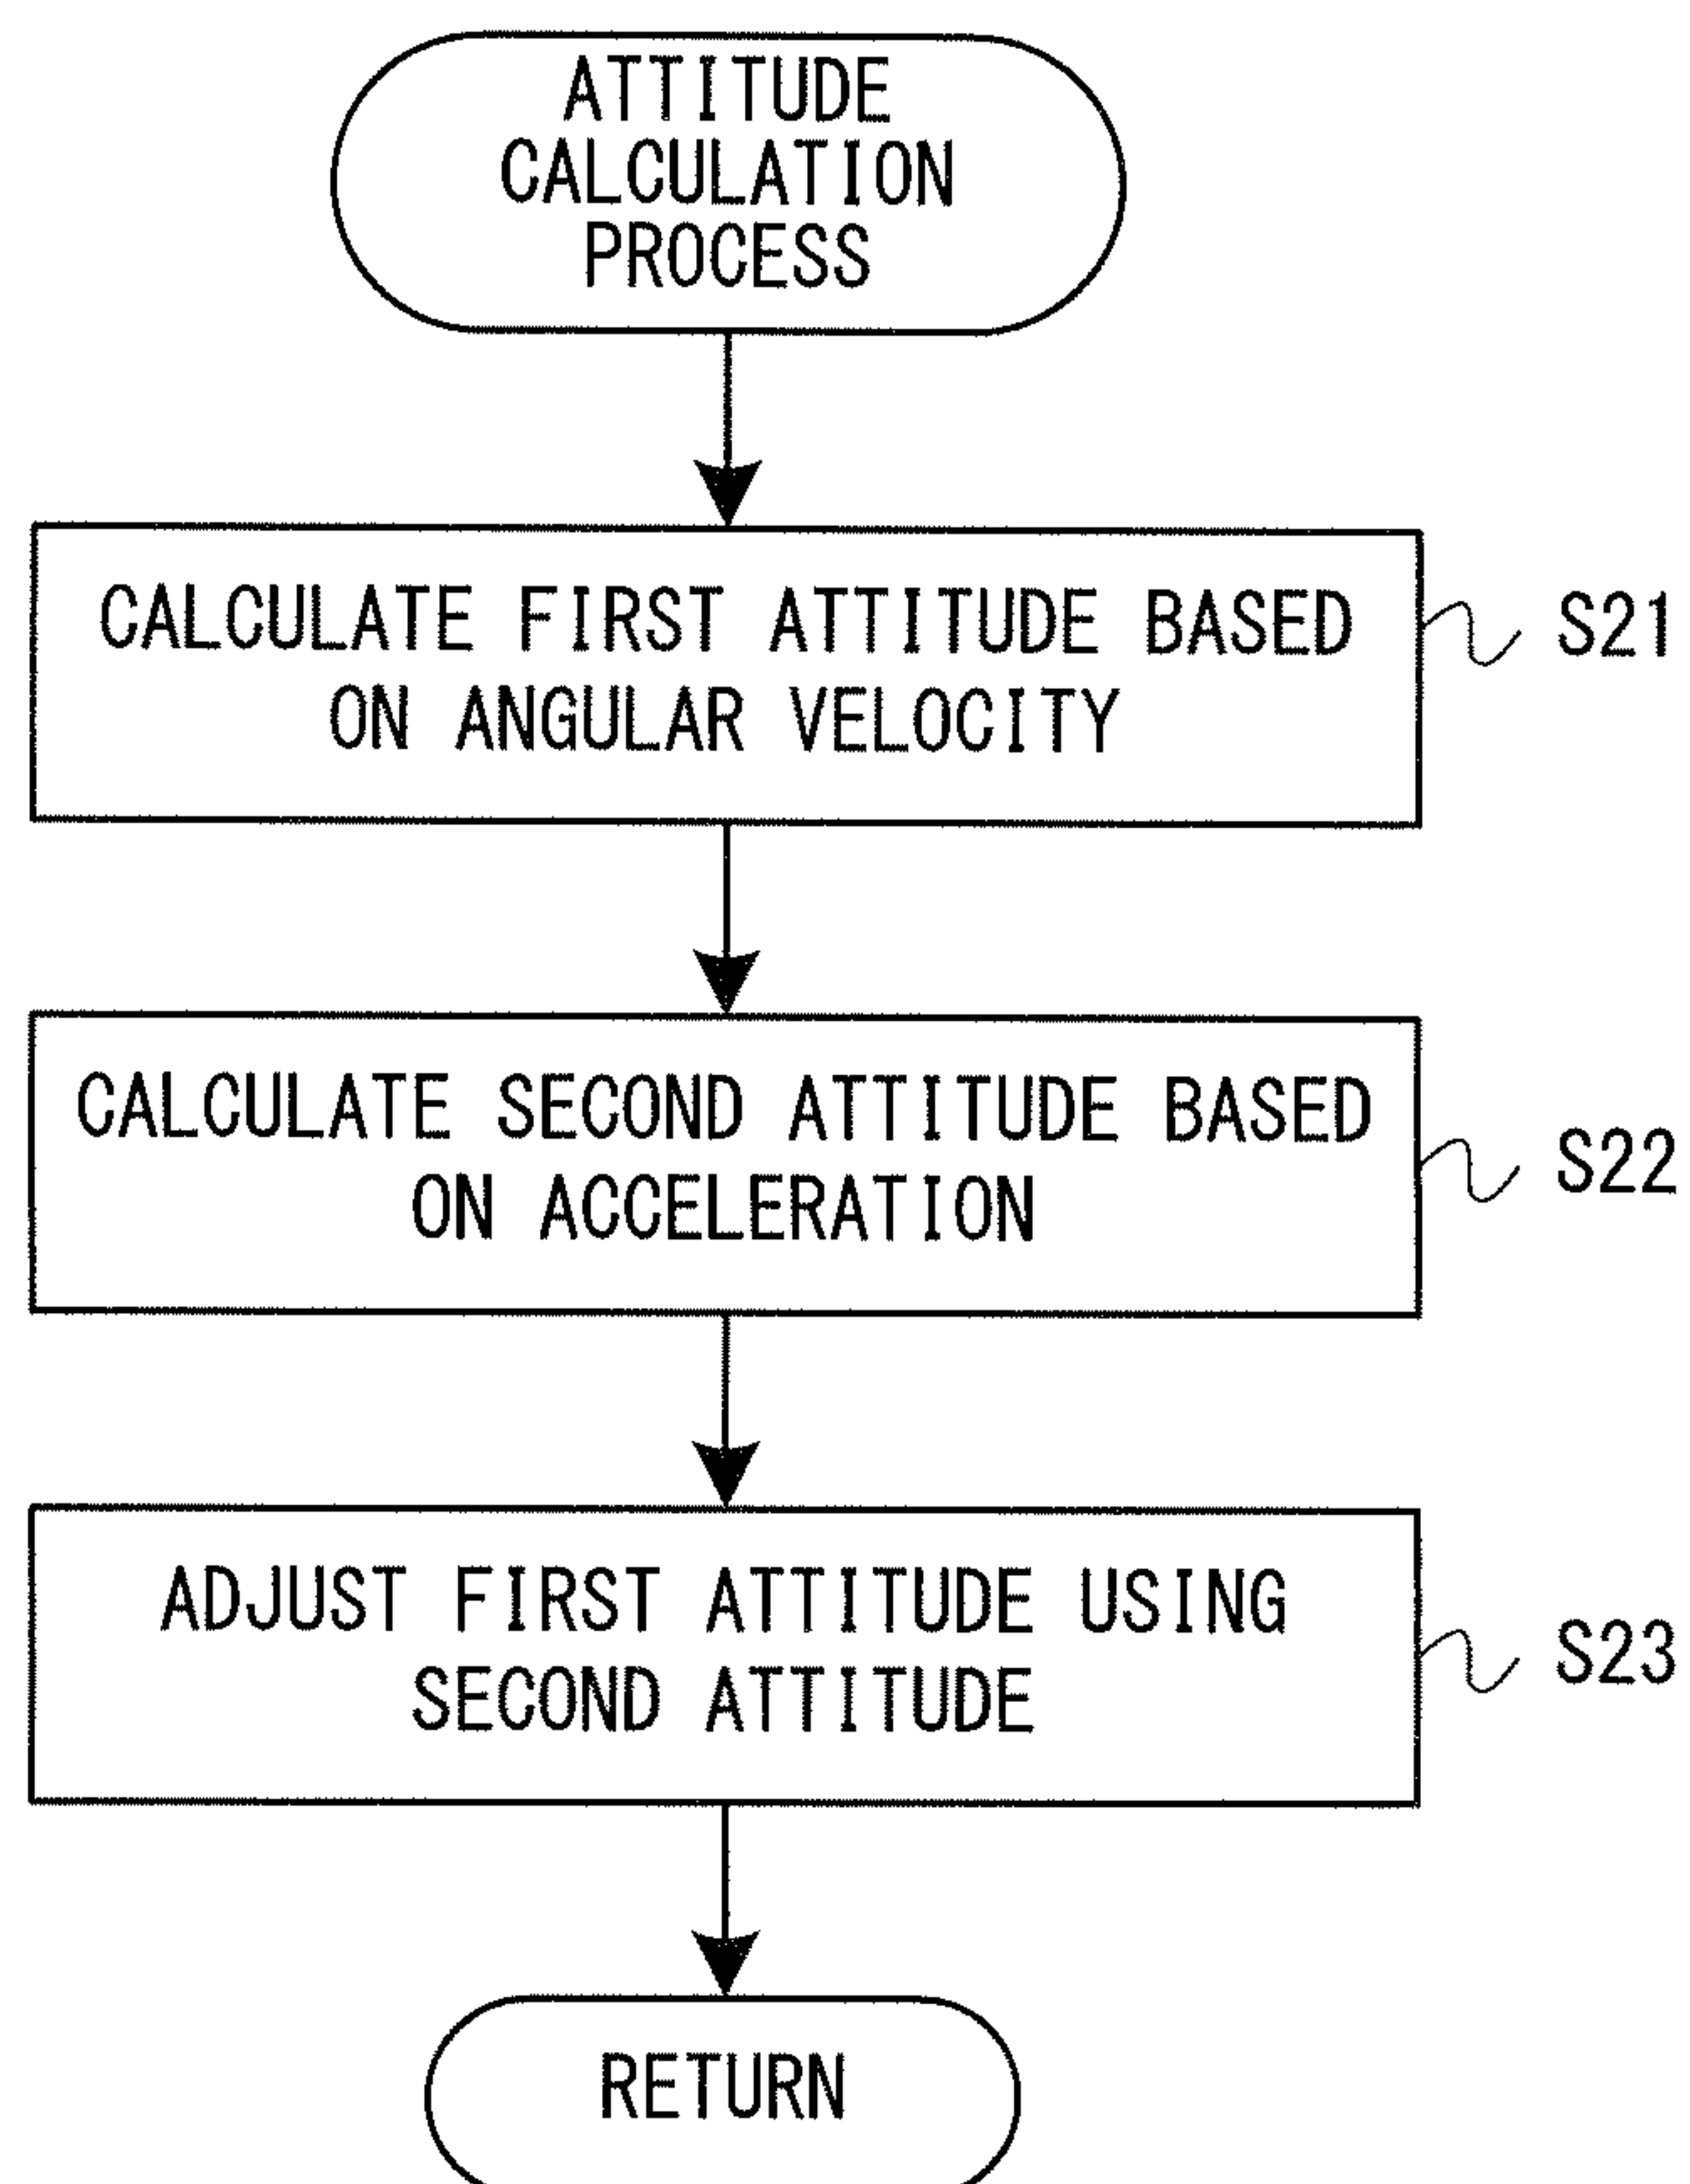 ATTITUDE
CALCULATION
PROCESS
CALCULATE FIRST ATTITUDE BASED
ON ANGULAR VELOCITY
S21
CALCULATE SECOND ATTITUDE BASED
ON ACCELERATION
S22
ADJUST FIRST ATTITUDE USING
SECOND ATTITUDE
S23
RETURN